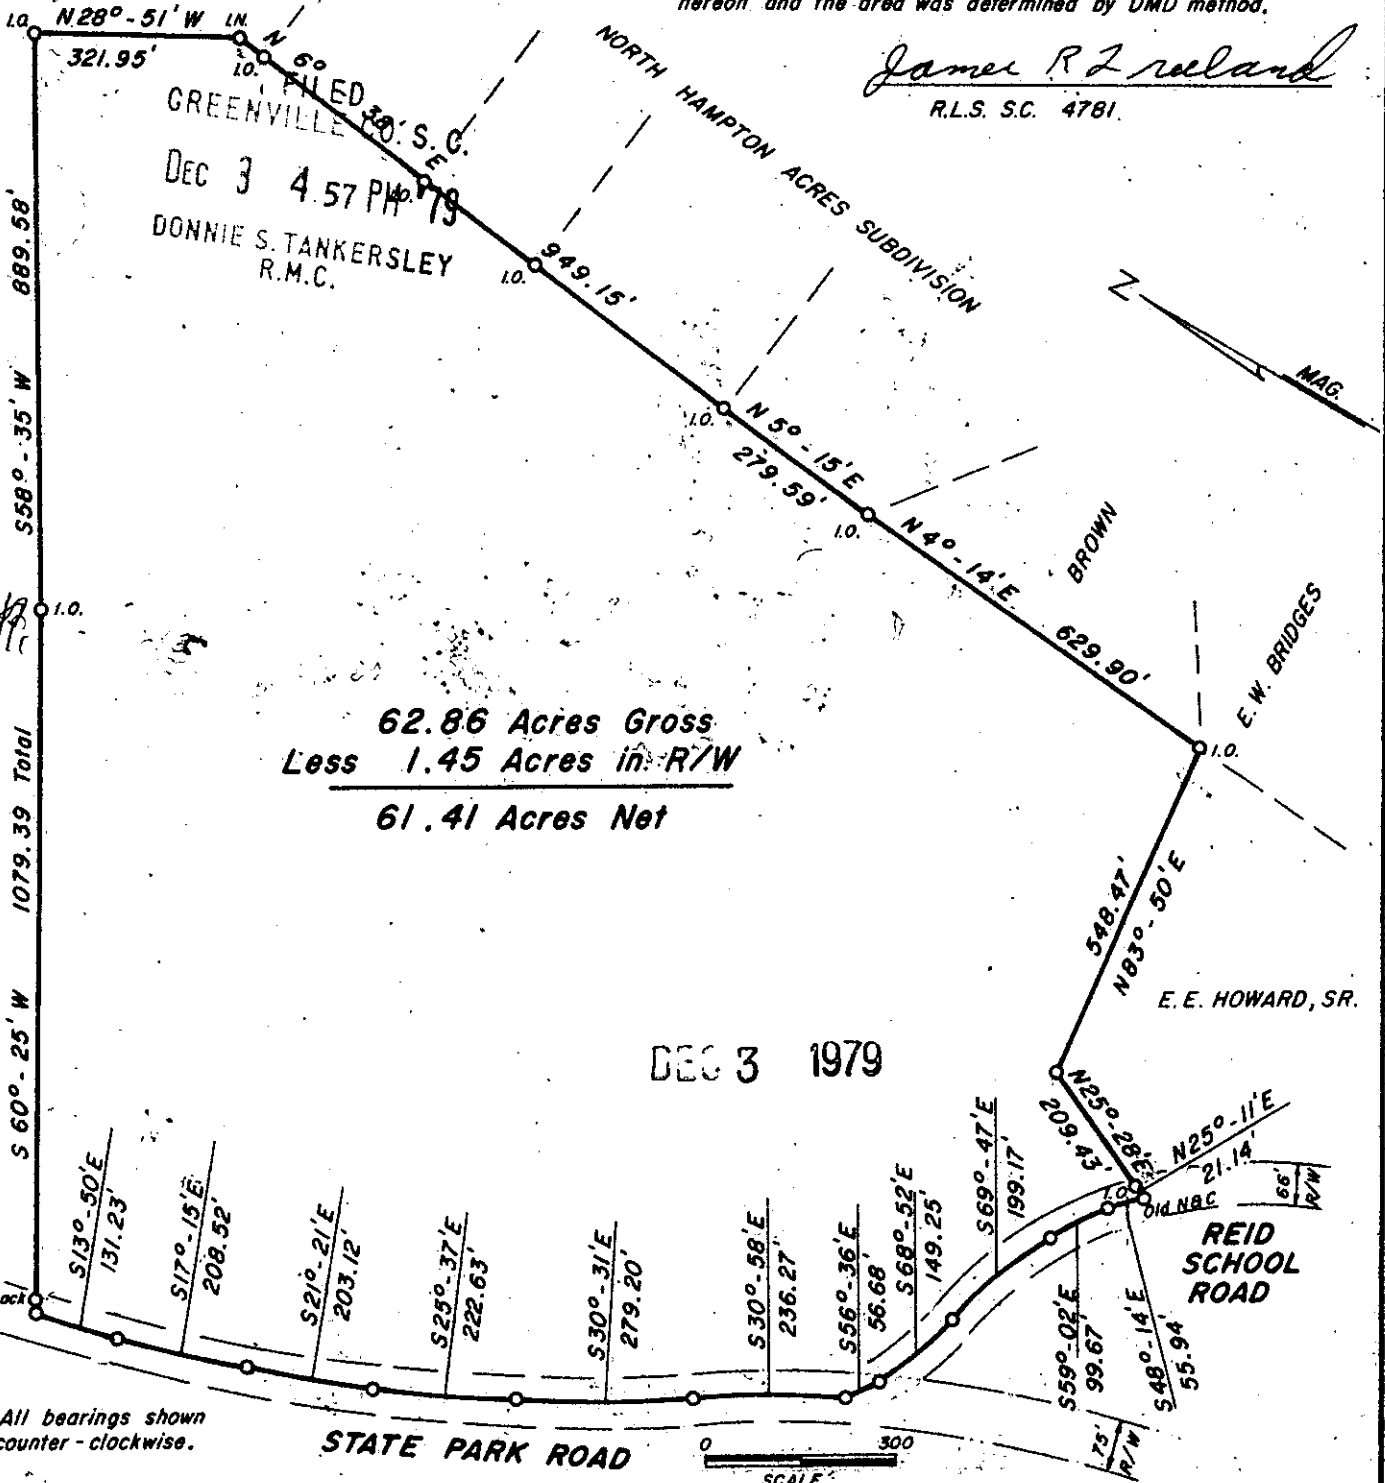 hereon and the area was determined by DMD method.
R.L.S. S.C. 4781
I.O.
N28°-51' W
I.N.
321.95'
I.O.
N 6°
38'
E
FILED
GREENVILLE CO. S. C.
DEC 3 4 57 PH '79
DONNIE S. TANKERSLEY
R.M.C.
I.O.
949.15'
NORTH HAMPTON ACRES SUBDIVISION
Z
MAG.
889.58'
S58°-35' W
I.O.
I.O.
N 5°-15' E
279.59'
I.O.
N 4°-14' E
629.90'
BROWN
E. W. BRIDGES
I.O.
62.86 Acres Gross
Less 1.45 Acres in R/W
61.41 Acres Net
1079.39 Total
S 60°-25' W
548.47'
N83°-50' E
E. E. HOWARD, SR.
DEC 3 1979
N25°-28' E
209.43'
N25°-11' E
21.14'
I.O.
Old N&C
66'
R/W
REID
SCHOOL
ROAD
S13°-50' E
131.23'
S17°-15' E
208.52'
S21°-21' E
203.12'
S25°-37' E
222.63'
S30°-31' E
279.20'
S30°-58' E
236.27'
S56°-36' E
56.68'
S68°-52' E
149.25'
S69°-47' E
199.17'
S59°-02' E
99.67'
S48°-14' E
55.94'
ock
All bearings shown
counter-clockwise.
STATE PARK ROAD
0 300
SCALE
75'
R/W